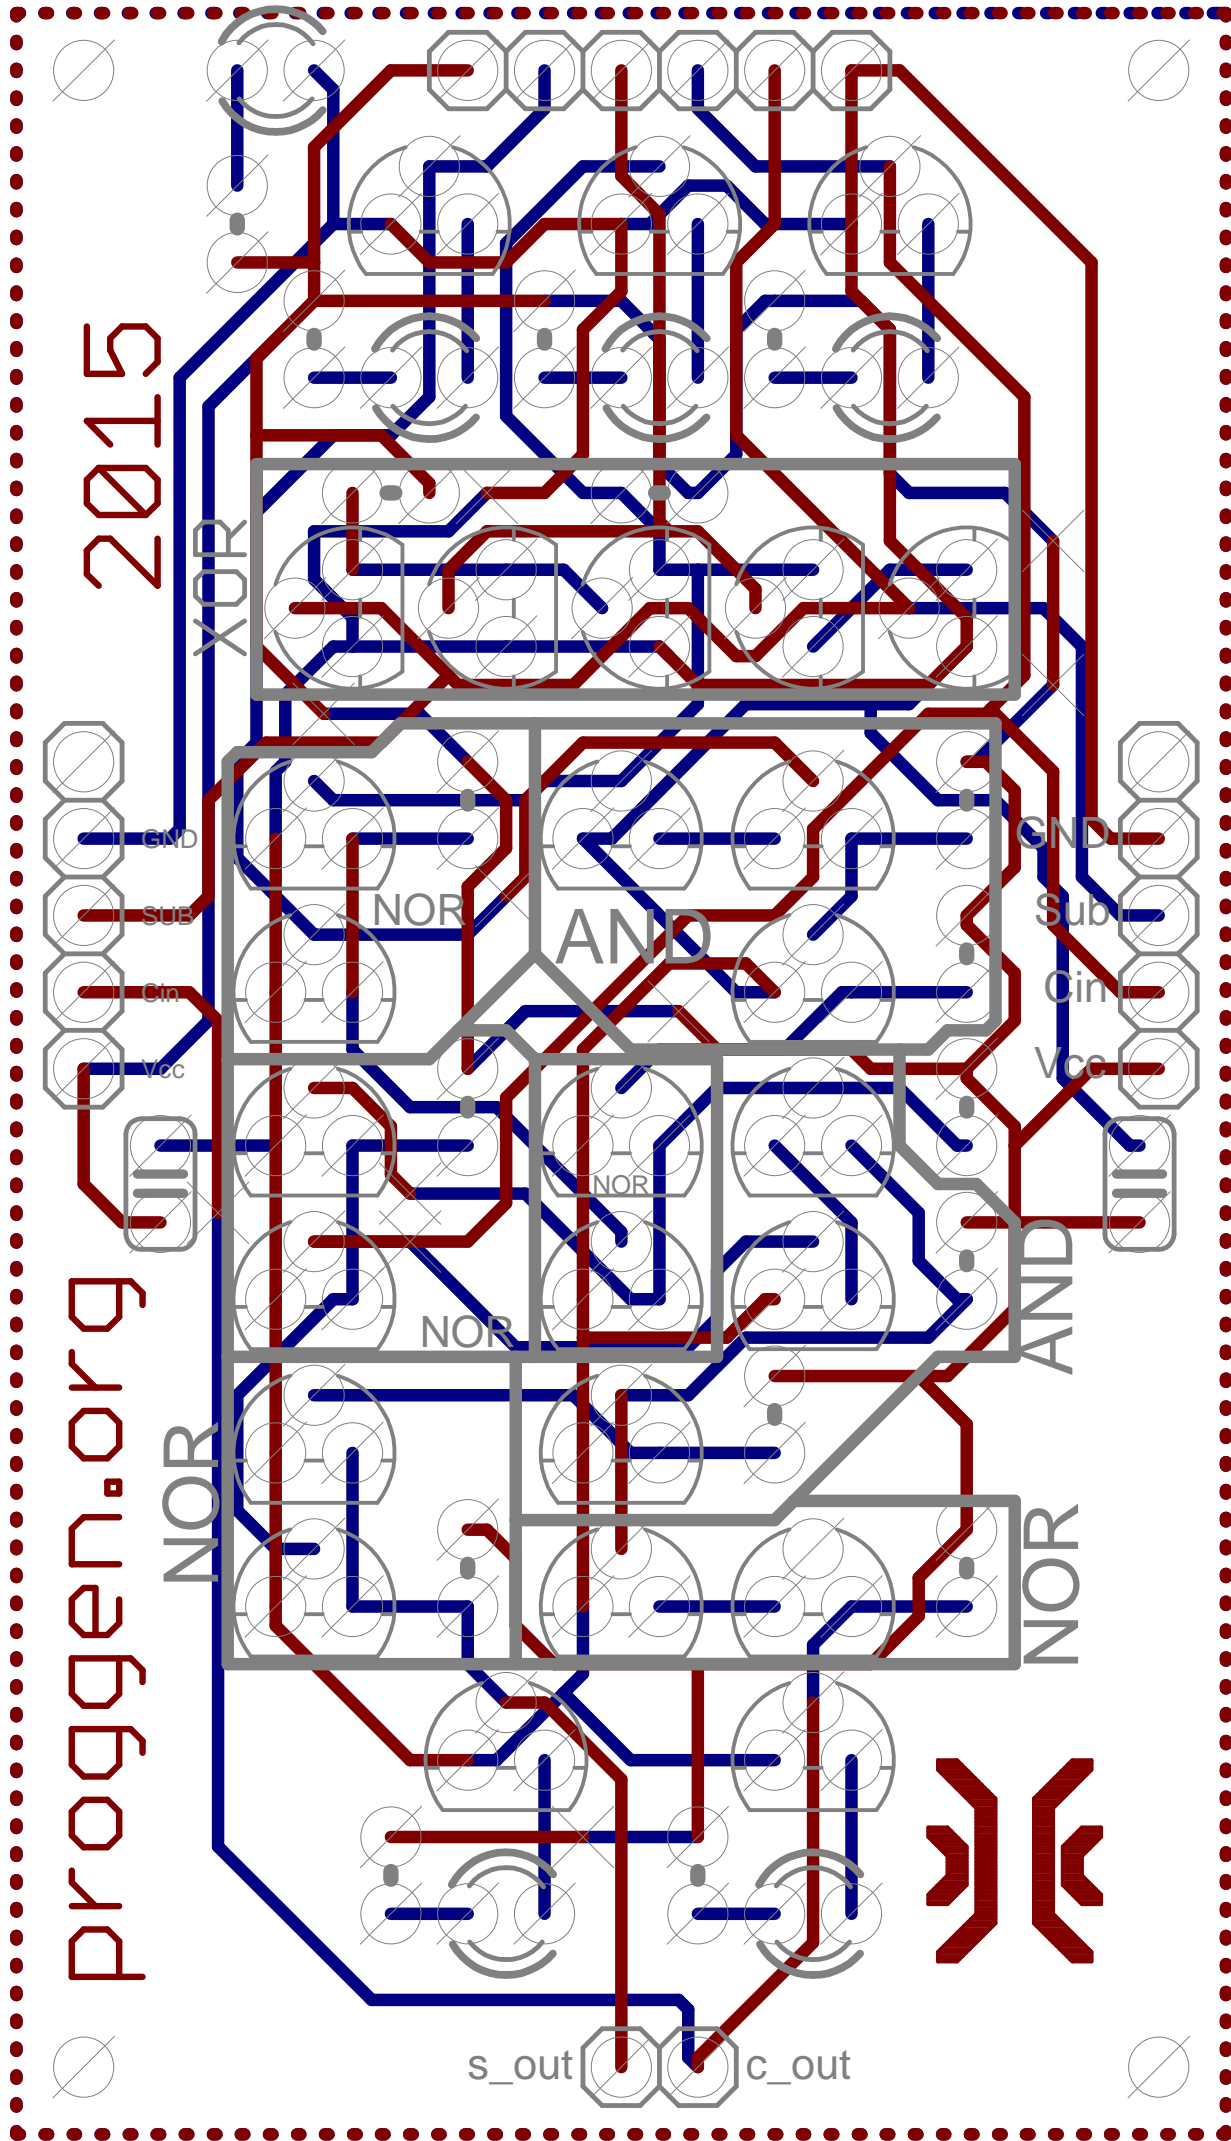 2015
XOR
GND
SUB
Cin
Vcc
NOR
AND
GND
Sub
Cin
Vcc
NOR
NOR
AND
NOR
NOR
proggen.org
s_out
c_out